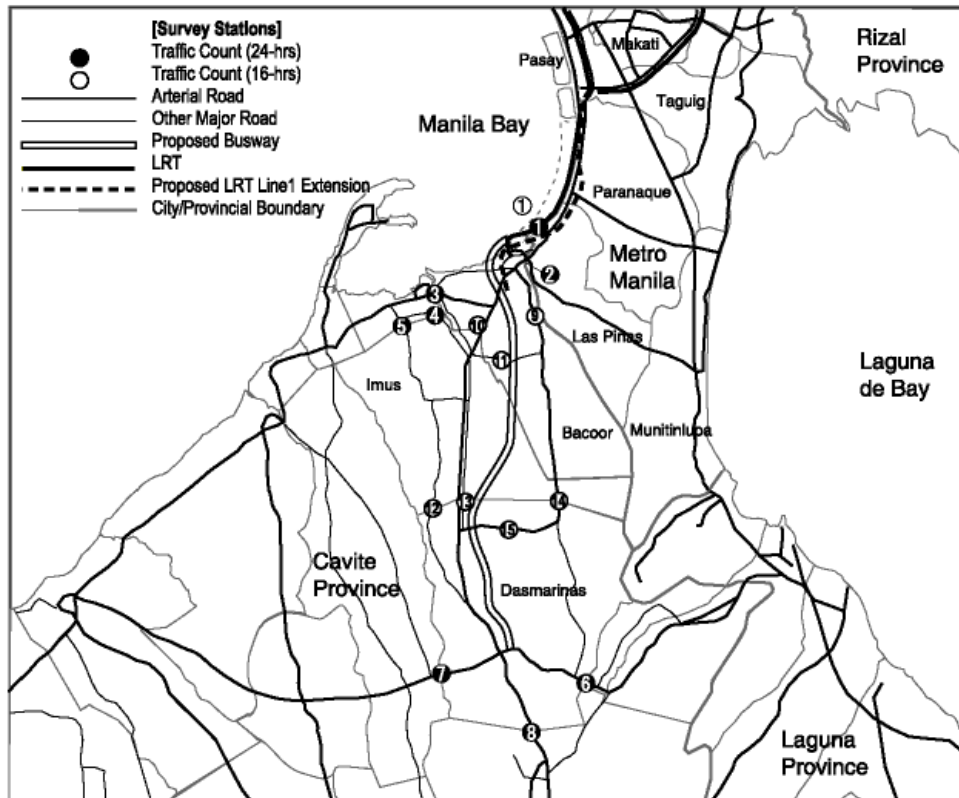 [Survey Stations]
Traffic Count (24-hrs)
Traffic Count (16-hrs)
Arterial Road
Other Major Road
Proposed Busway
LRT
Proposed LRT Line1 Extension
City/Provincial Boundary
Makati
Pasay
Rizal
Province
Taguig
Manila Bay
Paranaque
1
1
Metro
Manila
2
3
4
5
10
9
Las Pinas
11
Laguna
de Bay
Imus
Bacoor
Munitinlupa
12
13
14
15
Cavite
Province
Dasmarinas
7
6
8
Laguna
Province